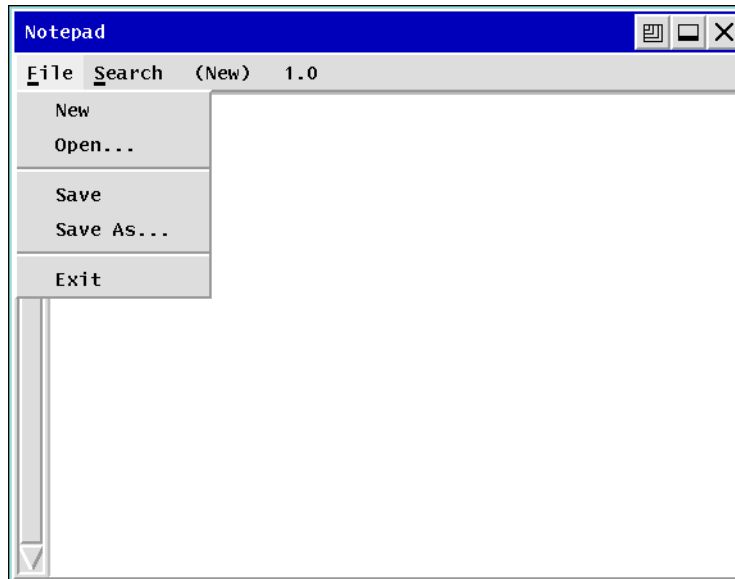 Notepad
File Search (New) 1.0
New
Open...
Save
Save As...
Exit